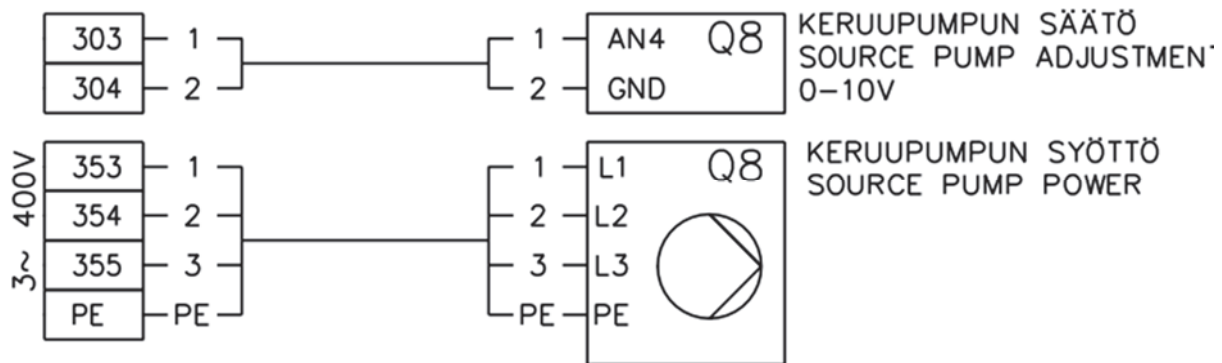 303 1 1 AN4 Q8 KERUUPUMPUN SÄÄTÖ
SOURCE PUMP ADJUSTMENT
304 2 2 GND 0-10V
3~ 400V
353 1 1 L1 Q8 KERUUPUMPUN SYÖTTÖ
SOURCE PUMP POWER
354 2 2 L2
355 3 3 L3
PE PE PE PE